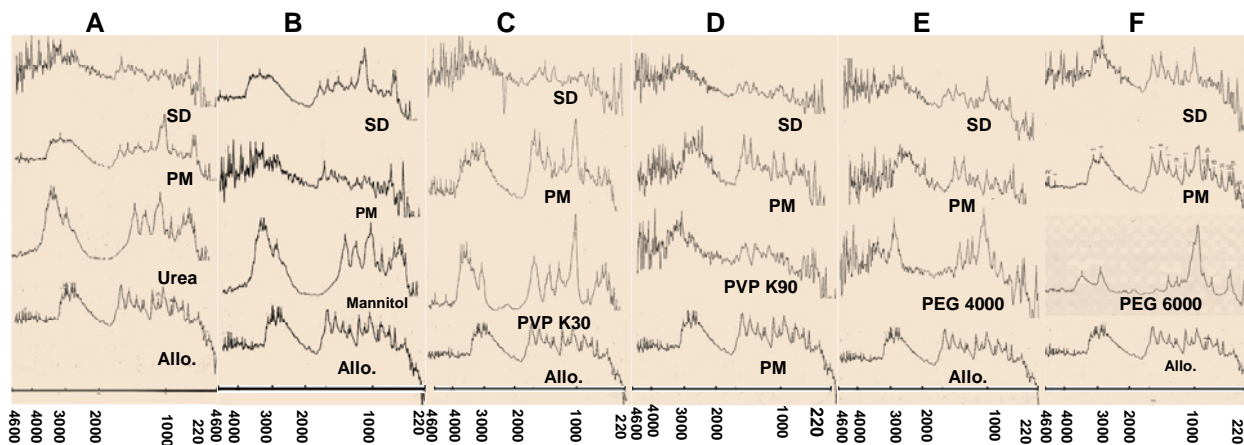 A B C D E F
SD SD SD SD SD SD
PM PM PM PM PM PM
Urea Mannitol PVP K30 PVP K90 PEG 4000 PEG 6000
Allo. Allo. Allo. PM Allo. Allo.
4600 4000 3000 2000 1000 220 4600 4000 3000 2000 1000 220 4600 4000 3000 2000 1000 220 4600 4000 3000 2000 1000 220 4600 4000 3000 2000 1000 220 4600 4000 3000 2000 1000 220